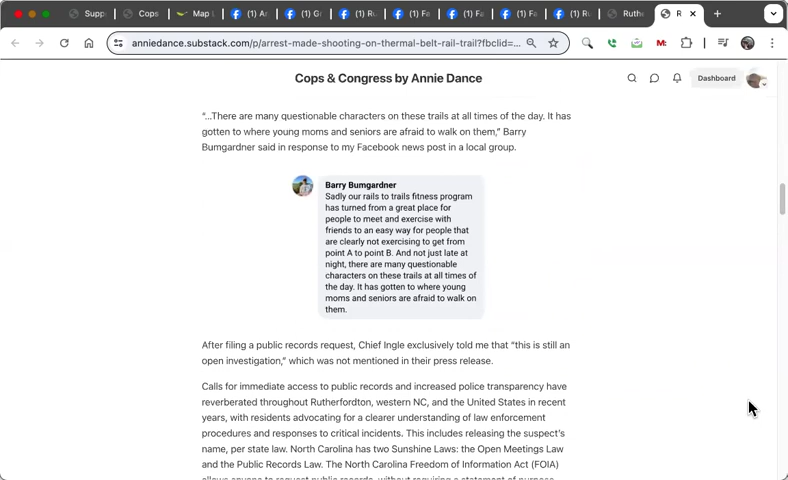 Supp
Cops
Map L
(1) A
(1) G
(1) Ru
(1) Fa
(1) Fa
(1) Fa
(1) Ru
Ruthe
R
anniedance.substack.com/p/arrest-made-shooting-on-thermal-belt-rail-trail?fbclid=...
Cops & Congress by Annie Dance
Dashboard
“...There are many questionable characters on these trails at all times of the day. It has
gotten to where young moms and seniors are afraid to walk on them,” Barry
Bumgardner said in response to my Facebook news post in a local group.
Barry Bumgardner
Sadly our rails to trails fitness program
has turned from a great place for
people to meet and exercise with
friends to an easy way for people that
are clearly not exercising to get from
point A to point B. And not just late at
night, there are many questionable
characters on these trails at all times of
the day. It has gotten to where young
moms and seniors are afraid to walk on
them.
After filing a public records request, Chief Ingle exclusively told me that “this is still an
open investigation,” which was not mentioned in their press release.
Calls for immediate access to public records and increased police transparency have
reverberated throughout Rutherfordton, western NC, and the United States in recent
years, with residents advocating for a clearer understanding of law enforcement
procedures and responses to critical incidents. This includes releasing the suspect’s
name, per state law. North Carolina has two Sunshine Laws: the Open Meetings Law
and the Public Records Law. The North Carolina Freedom of Information Act (FOIA)
allows anyone to request public records, without requiring a statement of purpose